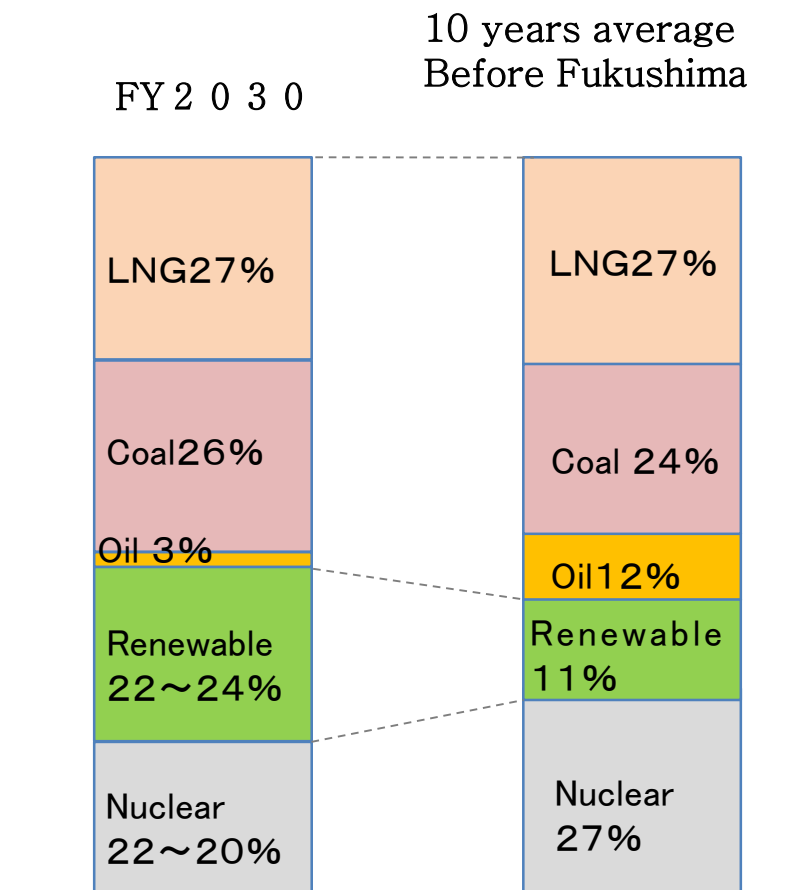 10 years average
Before Fukushima
FY２０３０
LNG27%
Coal26%
Oil 3%
Renewable
22～24%
Nuclear
22～20%
LNG27%
Coal 24%
Oil12%
Renewable
11%
Nuclear
27%